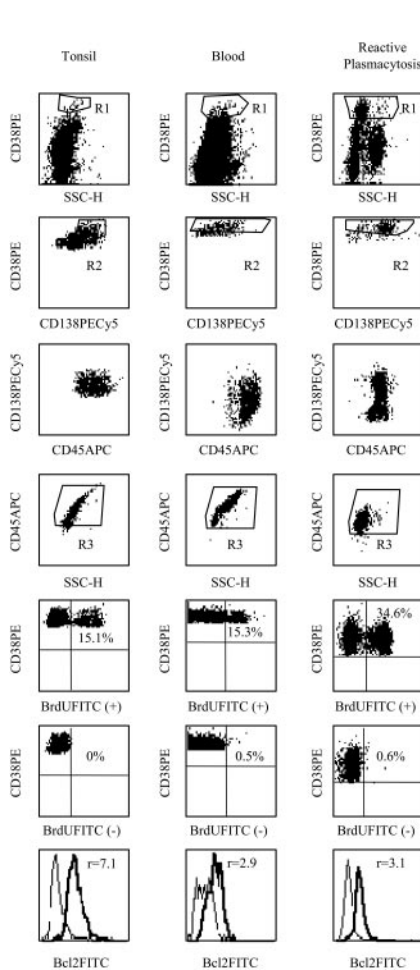 Tonsil Blood Reactive
Plasmacytosis
CD38PE R1 CD38PE R1 CD38PE R1
SSC-H SSC-H SSC-H
CD38PE R2 CD38PE R2 CD38PE R2
CD138PECy5 CD138PECy5 CD138PECy5
CD138PECy5 CD138PECy5 CD138PECy5
CD45APC CD45APC CD45APC
CD45APC R3 CD45APC R3 CD45APC R3
SSC-H SSC-H SSC-H
CD38PE 15.1% CD38PE 15.3% CD38PE 34.6%
BrdUFITC (+) BrdUFITC (+) BrdUFITC (+)
CD38PE 0% CD38PE 0.5% CD38PE 0.6%
BrdUFITC (-) BrdUFITC (-) BrdUFITC (-)
r=7.1 r=2.9 r=3.1
Bcl2FITC Bcl2FITC Bcl2FITC